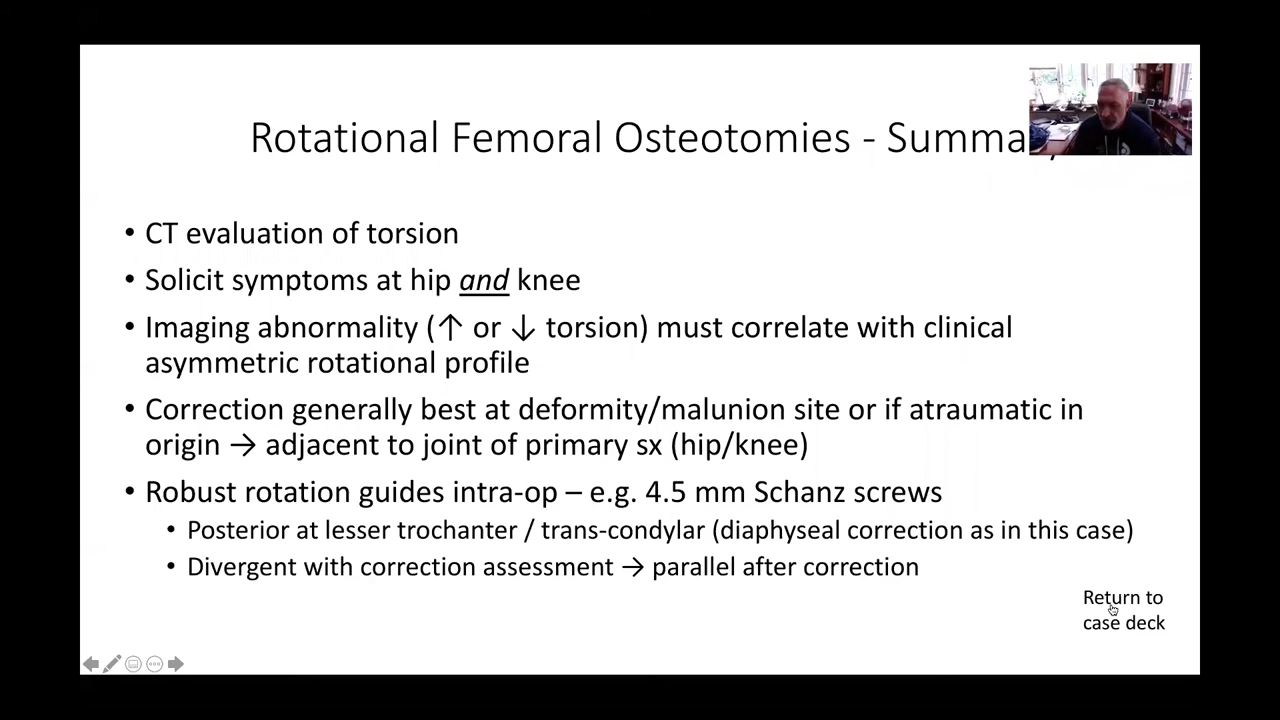 Rotational Femoral Osteotomies - Summa
• CT evaluation of torsion
• Solicit symptoms at hip and knee
• Imaging abnormality (↑ or ↓ torsion) must correlate with clinical
asymmetric rotational profile
• Correction generally best at deformity/malunion site or if atraumatic in
origin → adjacent to joint of primary sx (hip/knee)
• Robust rotation guides intra-op – e.g. 4.5 mm Schanz screws
• Posterior at lesser trochanter / trans-condylar (diaphyseal correction as in this case)
• Divergent with correction assessment → parallel after correction
Return to
case deck